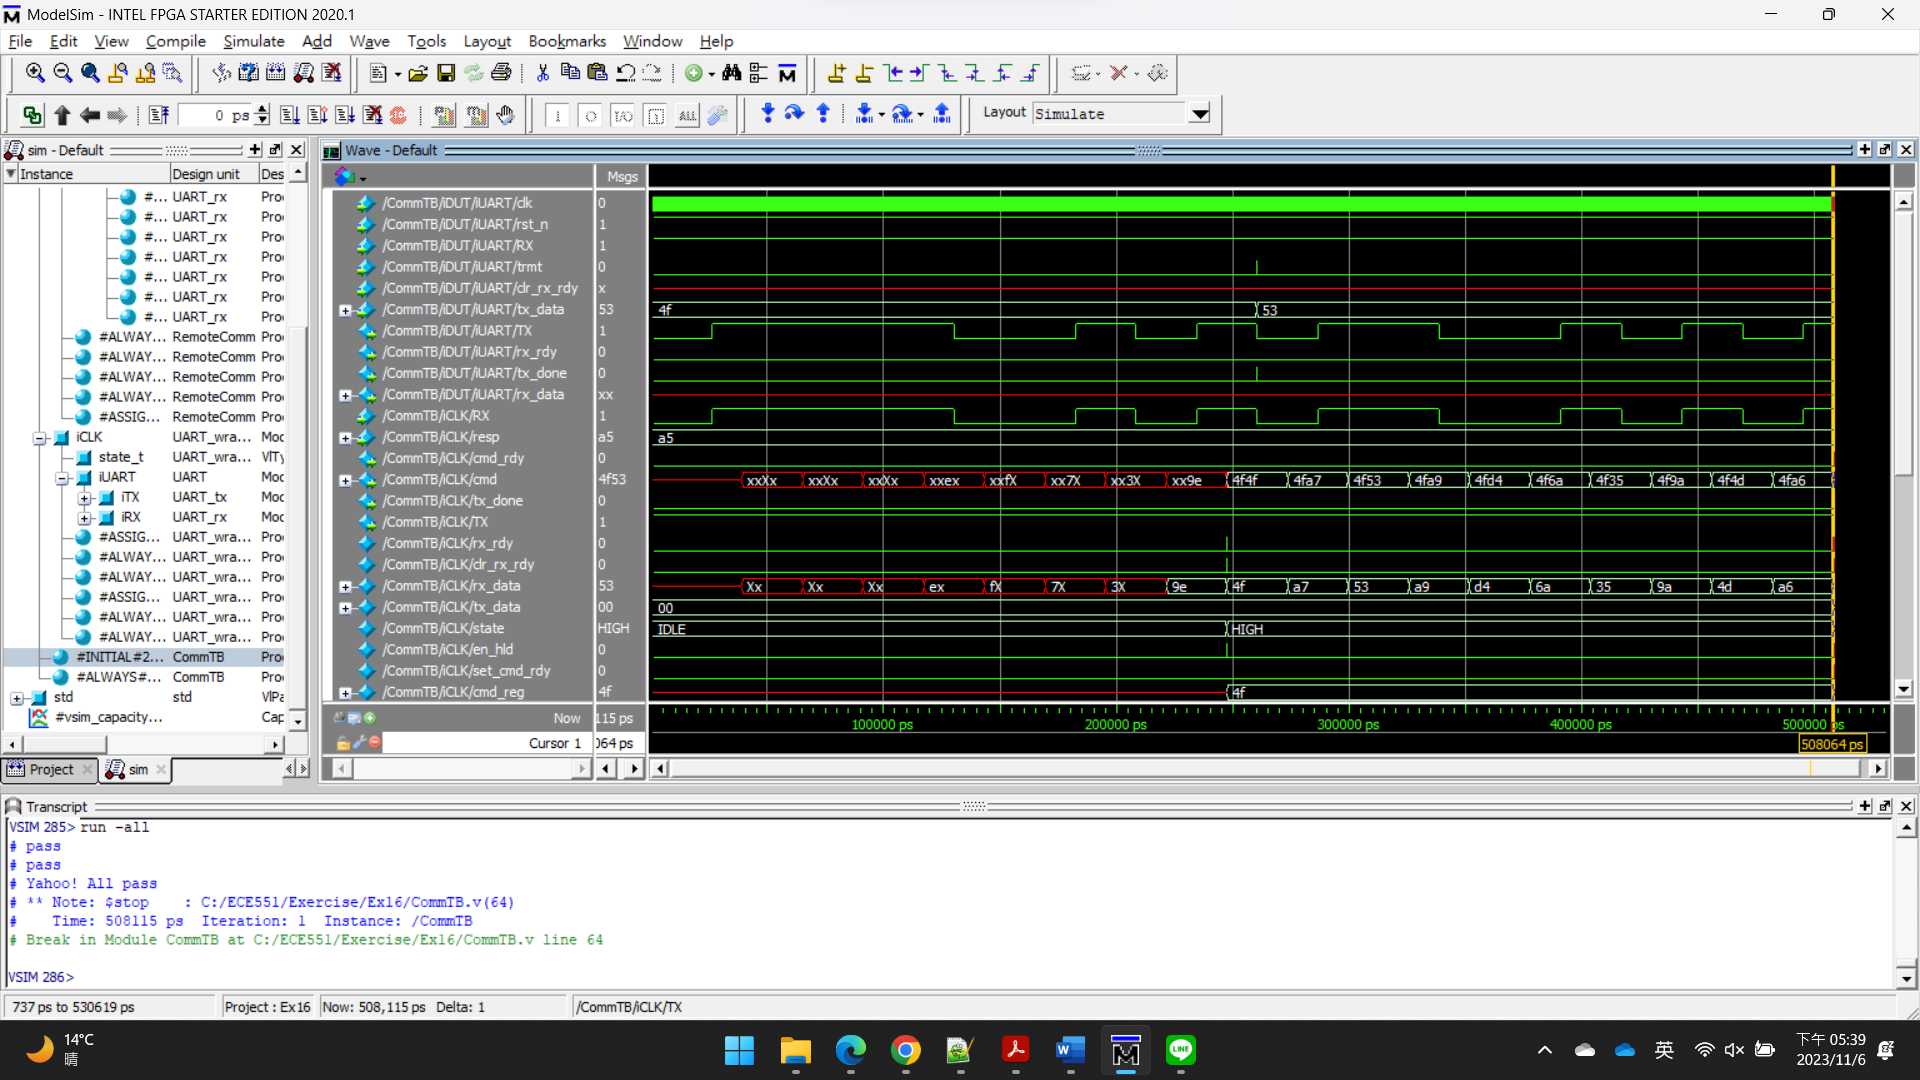 ModelSim - INTEL FPGA STARTER EDITION 2020.1
File Edit View Compile Simulate Add Wave Tools Layout Bookmarks Window Help
0 ps
Layout Simulate
sim - Default
Instance Design unit Des
#... UART_rx Pro
#... UART_rx Pro
#... UART_rx Pro
#... UART_rx Pro
#... UART_rx Pro
#... UART_rx Pro
#... UART_rx Pro
#ALWAY... RemoteComm Pro
#ALWAY... RemoteComm Pro
#ALWAY... RemoteComm Pro
#ALWAY... RemoteComm Pro
#ASSIG... RemoteComm Pro
iCLK UART_wra... Mod
state_t UART_wra... VlTy
iUART UART Mod
iTX UART_tx Mod
iRX UART_rx Mod
#ASSIG... UART_wra... Pro
#ALWAY... UART_wra... Pro
#ALWAY... UART_wra... Pro
#ASSIG... UART_wra... Pro
#ALWAY... UART_wra... Pro
#ALWAY... UART_wra... Pro
#INITIAL#2... CommTB Pro
#ALWAYS#... CommTB Pro
std std VlPa
#vsim_capacity... Cap
Project sim
Wave - Default
Msgs
/CommTB/iDUT/iUART/clk 0
/CommTB/iDUT/iUART/rst_n 1
/CommTB/iDUT/iUART/RX 1
/CommTB/iDUT/iUART/trmt 0
/CommTB/iDUT/iUART/clr_rx_rdy x
/CommTB/iDUT/iUART/tx_data 53 4f 53
/CommTB/iDUT/iUART/TX 1
/CommTB/iDUT/iUART/rx_rdy 0
/CommTB/iDUT/iUART/tx_done 0
/CommTB/iDUT/iUART/rx_data xx
/CommTB/iCLK/RX 1
/CommTB/iCLK/resp a5 a5
/CommTB/iCLK/cmd_rdy 0
/CommTB/iCLK/cmd 4f53 xxXx xxXx xxXx xxex xxfX xx7X xx3X xx9e 4f4f 4fa7 4f53 4fa9 4fd4 4f6a 4f35 4f9a 4f4d 4fa6
/CommTB/iCLK/tx_done 0
/CommTB/iCLK/TX 1
/CommTB/iCLK/rx_rdy 0
/CommTB/iCLK/clr_rx_rdy 0
/CommTB/iCLK/rx_data 53 Xx Xx Xx ex fX 7X 3X 9e 4f a7 53 a9 d4 6a 35 9a 4d a6
/CommTB/iCLK/tx_data 00 00
/CommTB/iCLK/state HIGH IDLE HIGH
/CommTB/iCLK/en_hld 0
/CommTB/iCLK/set_cmd_rdy 0
/CommTB/iCLK/cmd_reg 4f 4f
Now 115 ps 100000 ps 200000 ps 300000 ps 400000 ps 500000 ps
Cursor 1 064 ps 508064 ps
Transcript
VSIM 285> run -all
# pass
# pass
# Yahoo! All pass
# ** Note: $stop    : C:/ECE551/Exercise/Ex16/CommTB.v(64)
#    Time: 508115 ps  Iteration: 1  Instance: /CommTB
# Break in Module CommTB at C:/ECE551/Exercise/Ex16/CommTB.v line 64
VSIM 286>
737 ps to 530619 ps Project : Ex16 Now: 508,115 ps Delta: 1 /CommTB/iCLK/TX
14°C
晴
英
下午 05:39
2023/11/6